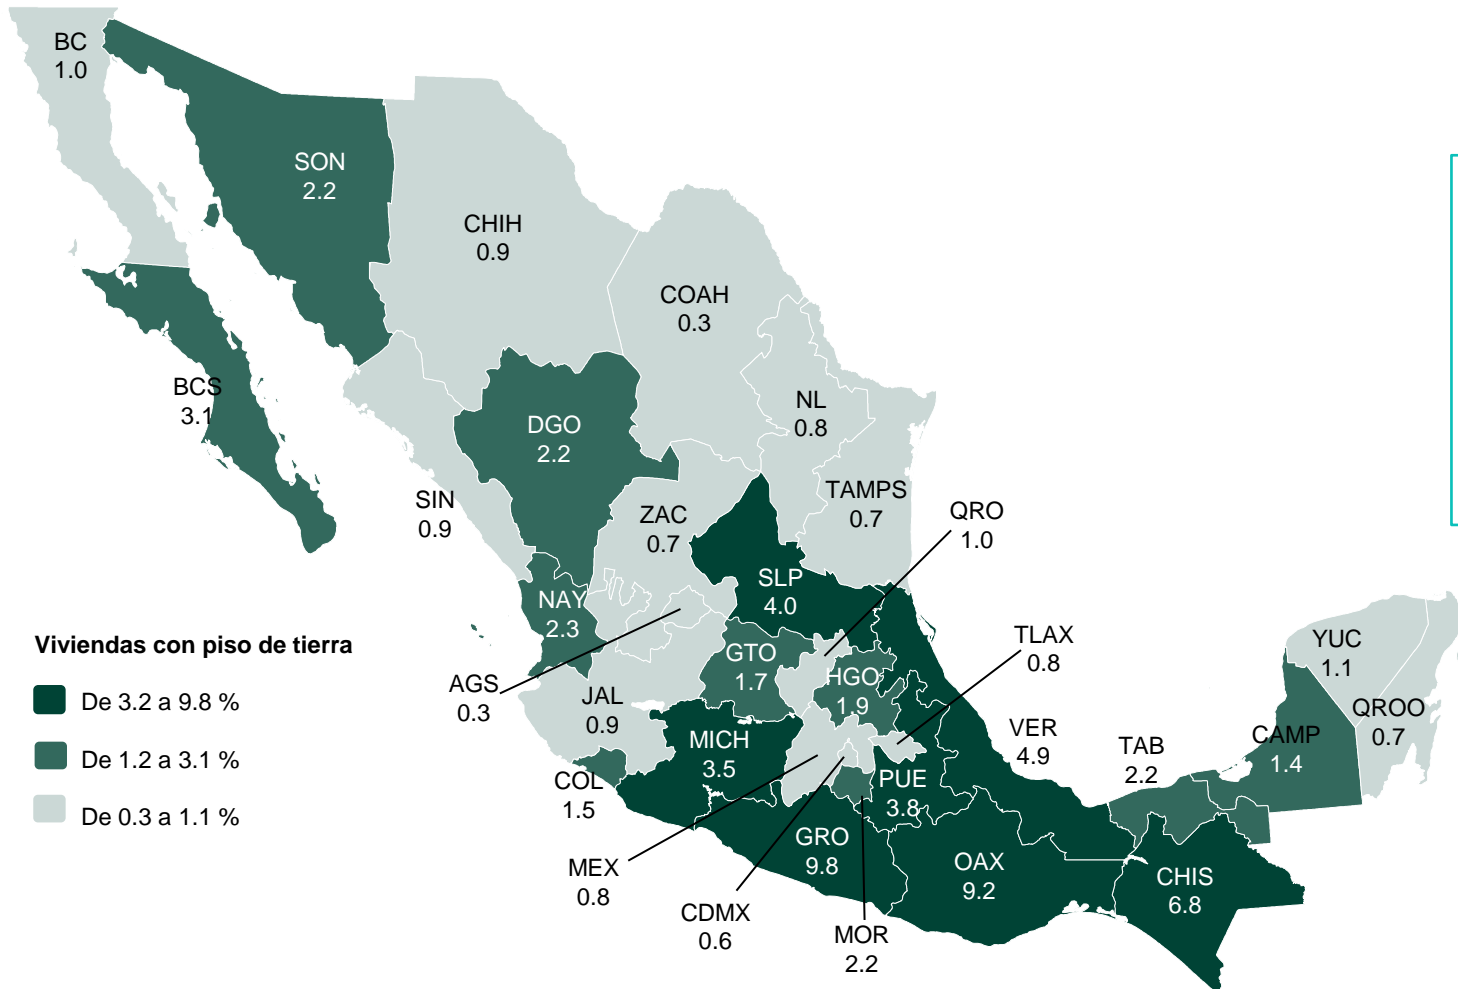 BC
1.0
SON
2.2
CHIH
0.9
COAH
0.3
BCS
3.1
NL
0.8
DGO
2.2
SIN
0.9
ZAC
0.7
TAMPS
0.7
QRO
1.0
SLP
4.0
NAY
2.3
TLAX
0.8
YUC
1.1
Viviendas con piso de tierra
De 3.2 a 9.8 %
De 1.2 a 3.1 %
De 0.3 a 1.1 %
AGS
0.3
JAL
0.9
GTO
1.7
HGO
1.9
QROO
0.7
MICH
3.5
VER
4.9
TAB
2.2
CAMP
1.4
COL
1.5
PUE
3.8
GRO
9.8
OAX
9.2
CHIS
6.8
MEX
0.8
CDMX
0.6
MOR
2.2